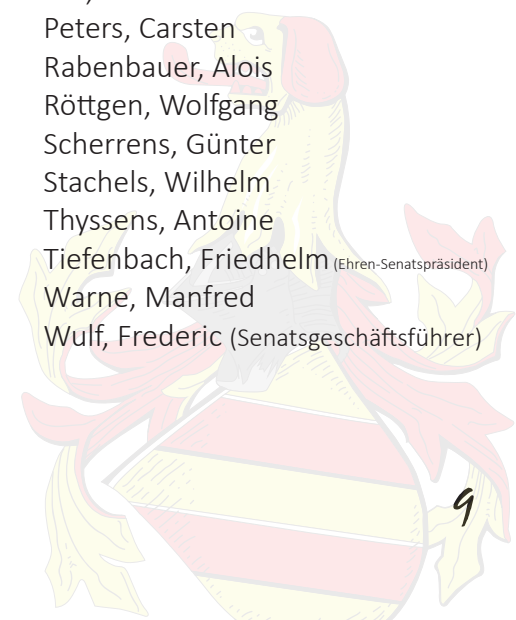 Peters, Carsten
Rabenbauer, Alois
Röttgen, Wolfgang
Scherrens, Günter
Stachels, Wilhelm
Thyssens, Antoine
Tiefenbach, Friedhelm (Ehren-Senatspräsident)
Warne, Manfred
Wulf, Frederic (Senatsgeschäftsführer)
9